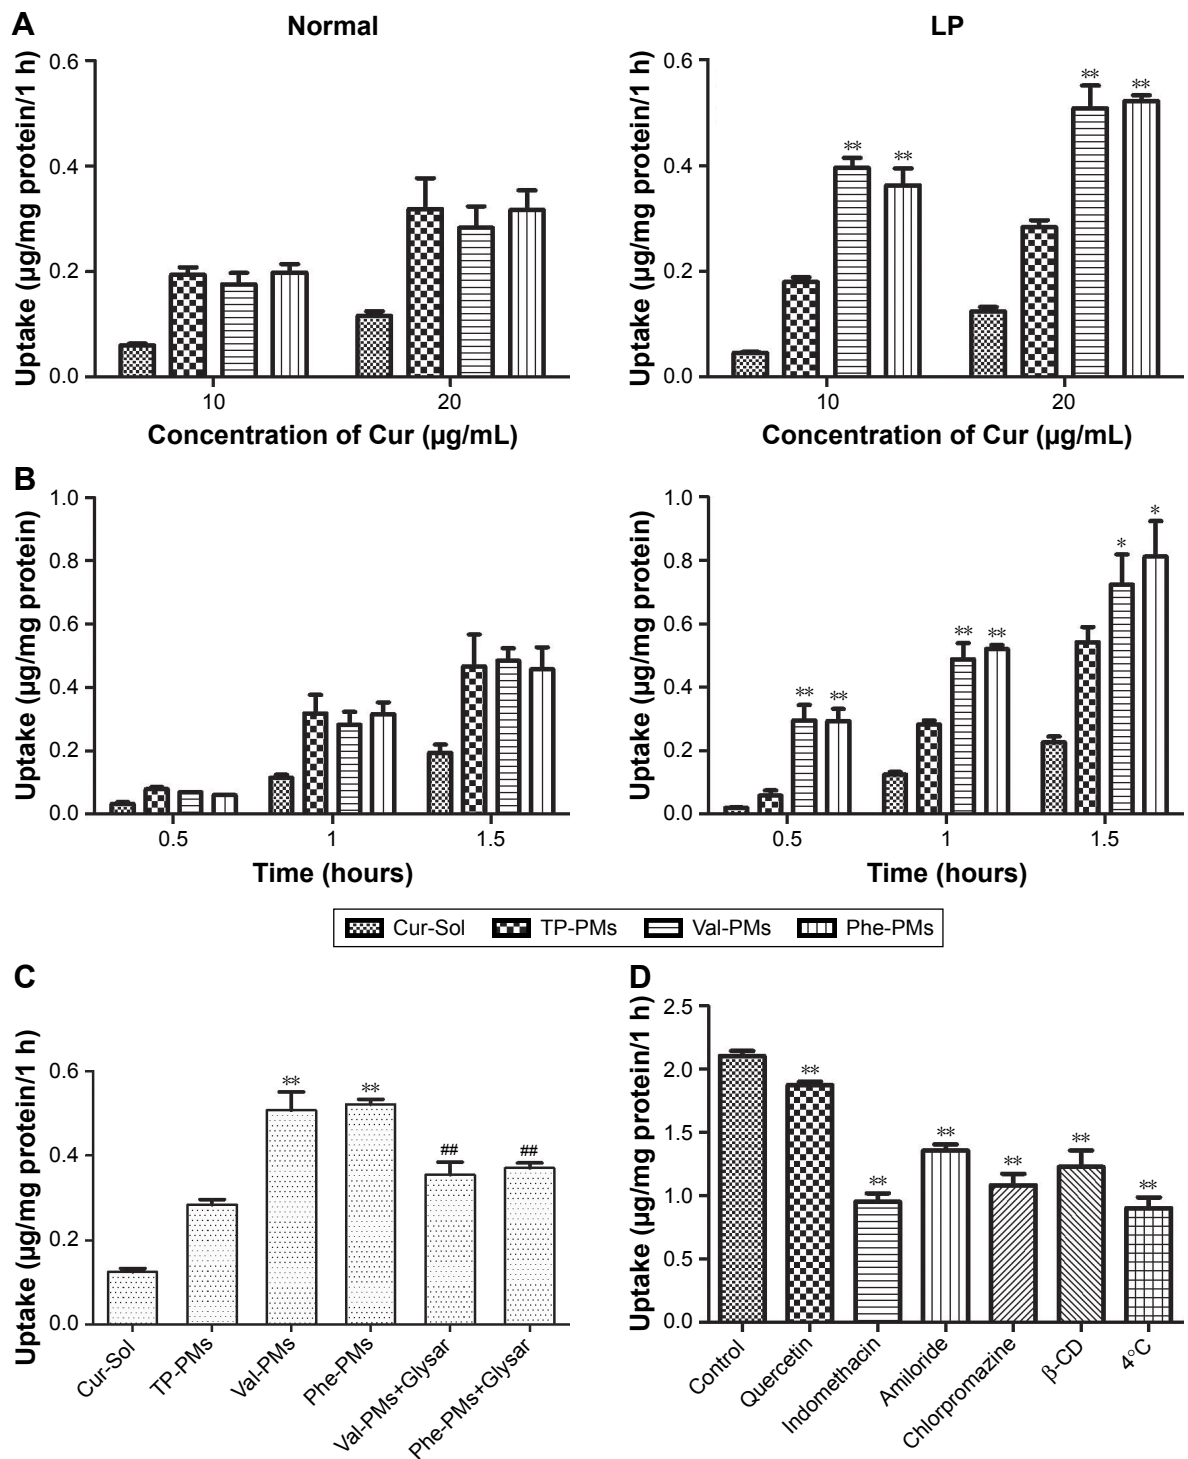 A
Normal
LP
Uptake (µg/mg protein/1 h)
0.6
0.4
0.2
0.0
10
20
Concentration of Cur (µg/mL)
Uptake (µg/mg protein/1 h)
0.6
0.4
0.2
0.0
**
**
**
**
10
20
Concentration of Cur (µg/mL)
B
Uptake (µg/mg protein)
1.0
0.8
0.6
0.4
0.2
0.0
0.5
1
1.5
Time (hours)
Uptake (µg/mg protein)
1.0
0.8
0.6
0.4
0.2
0.0
**
**
**
**
*
*
0.5
1
1.5
Time (hours)
Cur-Sol TP-PMs Val-PMs Phe-PMs
C
Uptake (µg/mg protein/1 h)
0.6
0.4
0.2
0.0
**
**
##
##
Cur-Sol
TP-PMs
Val-PMs
Phe-PMs
Val-PMs+Glysar
Phe-PMs+Glysar
D
Uptake (µg/mg protein/1 h)
2.5
2.0
1.5
1.0
0.5
0.0
**
**
**
**
**
**
Control
Quercetin
Indomethacin
Amiloride
Chlorpromazine
β-CD
4°C